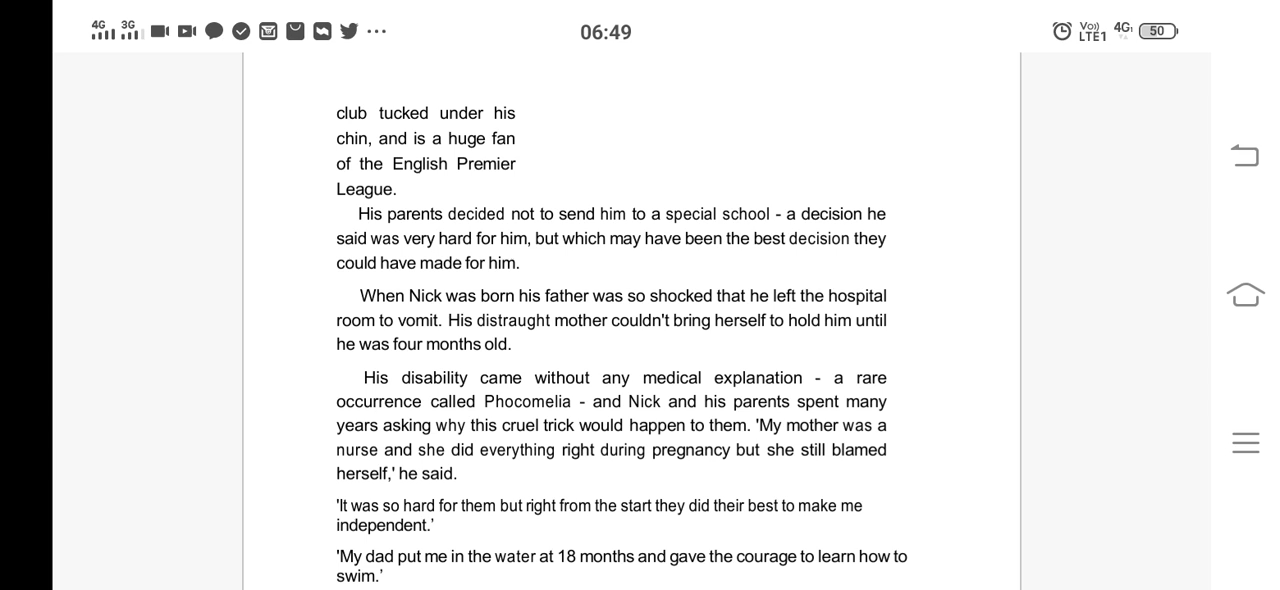 4G 3G 06:49 Vo)) LTE1 4G 50
club tucked under his
chin, and is a huge fan
of the English Premier
League.
His parents decided not to send him to a special school - a decision he
said was very hard for him, but which may have been the best decision they
could have made for him.
When Nick was born his father was so shocked that he left the hospital
room to vomit. His distraught mother couldn't bring herself to hold him until
he was four months old.
His disability came without any medical explanation - a rare
occurrence called Phocomelia - and Nick and his parents spent many
years asking why this cruel trick would happen to them. 'My mother was a
nurse and she did everything right during pregnancy but she still blamed
herself,' he said.
'It was so hard for them but right from the start they did their best to make me
independent.’
'My dad put me in the water at 18 months and gave the courage to learn how to
swim.’